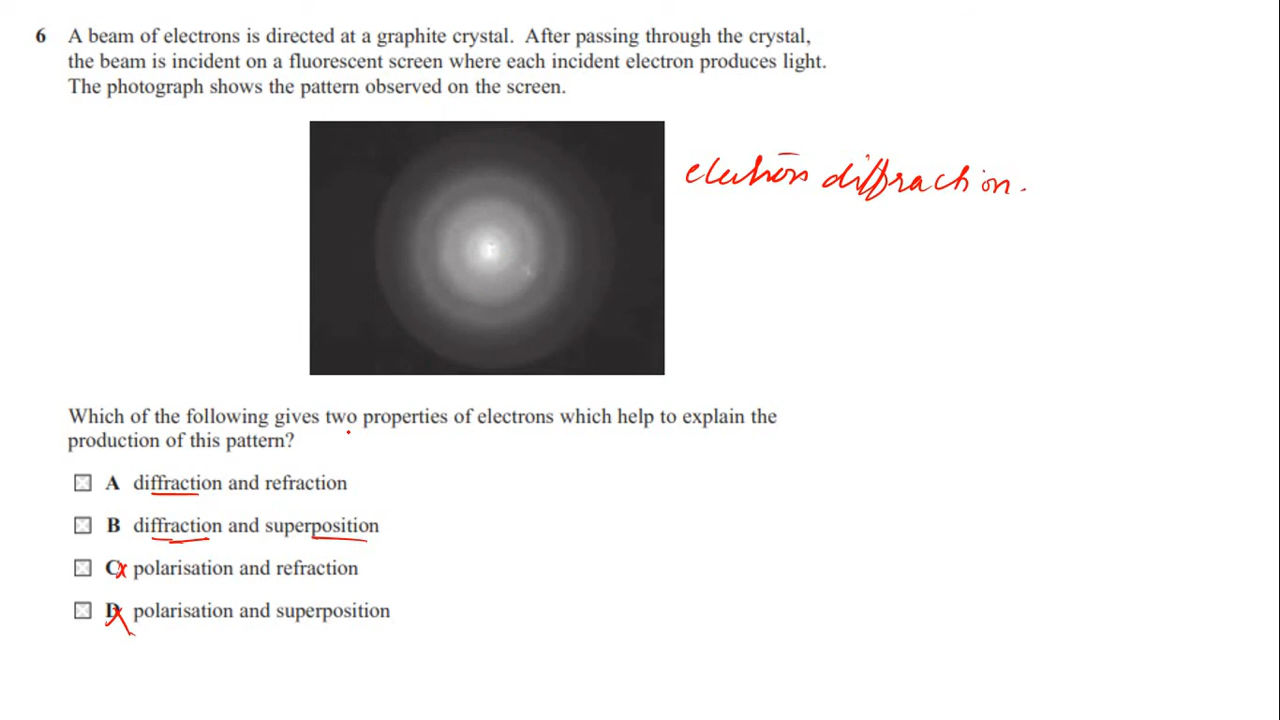 6 A beam of electrons is directed at a graphite crystal. After passing through the crystal,
the beam is incident on a fluorescent screen where each incident electron produces light.
The photograph shows the pattern observed on the screen.
electron diffraction.
Which of the following gives two properties of electrons which help to explain the
production of this pattern?
A diffraction and refraction
B diffraction and superposition
C polarisation and refraction
D polarisation and superposition